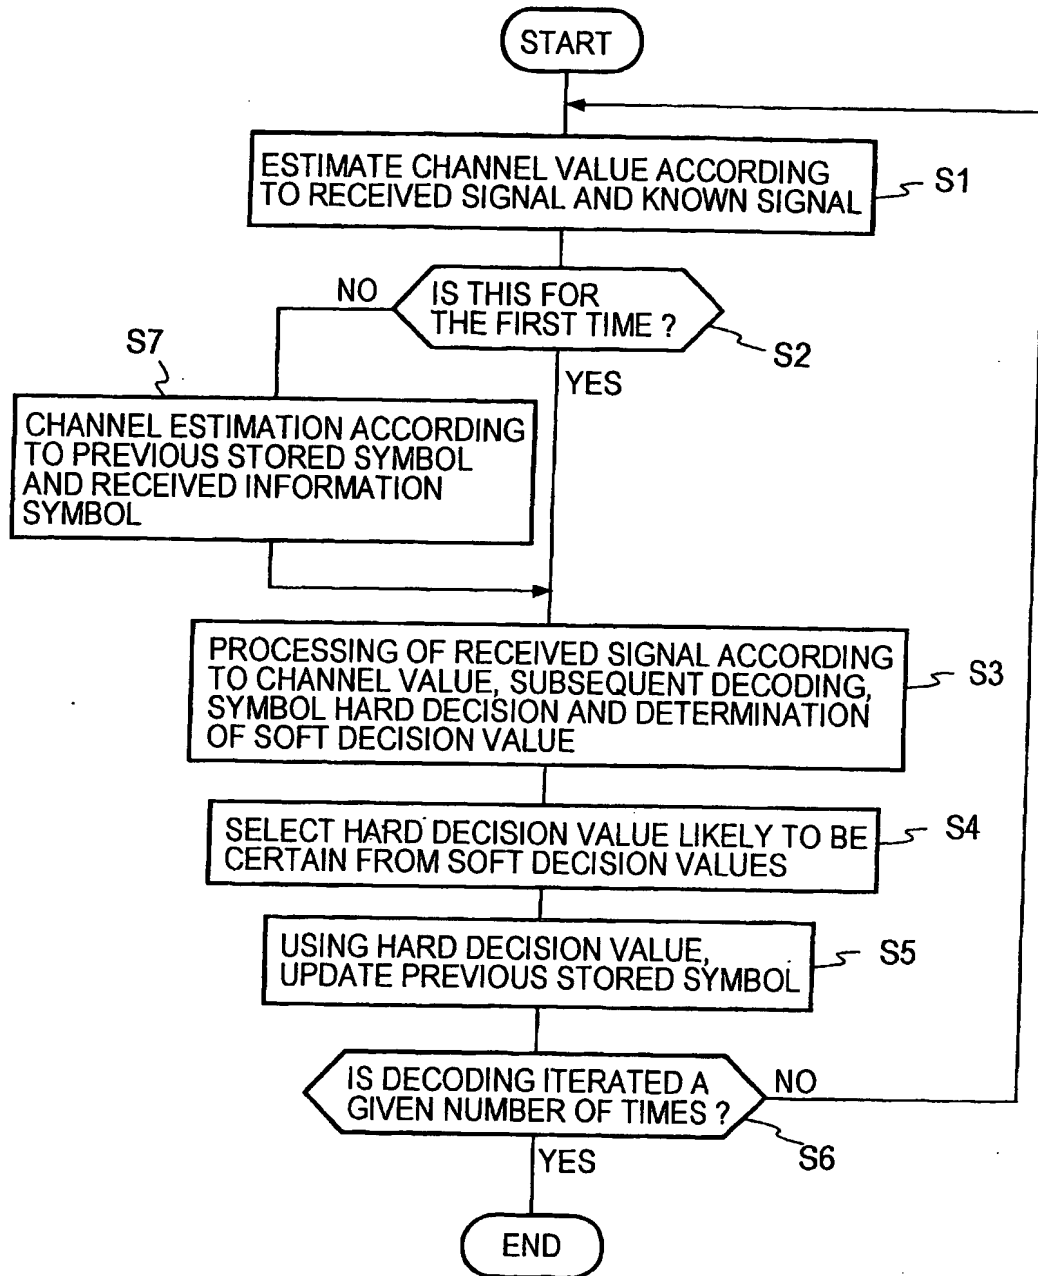 START
ESTIMATE CHANNEL VALUE ACCORDING
TO RECEIVED SIGNAL AND KNOWN SIGNAL
S1
NO
IS THIS FOR
THE FIRST TIME ?
S2
YES
S7
CHANNEL ESTIMATION ACCORDING
TO PREVIOUS STORED SYMBOL
AND RECEIVED INFORMATION
SYMBOL
PROCESSING OF RECEIVED SIGNAL ACCORDING
TO CHANNEL VALUE, SUBSEQUENT DECODING,
SYMBOL HARD DECISION AND DETERMINATION
OF SOFT DECISION VALUE
S3
SELECT HARD DECISION VALUE LIKELY TO BE
CERTAIN FROM SOFT DECISION VALUES
S4
USING HARD DECISION VALUE,
UPDATE PREVIOUS STORED SYMBOL
S5
IS DECODING ITERATED A
GIVEN NUMBER OF TIMES ?
NO
S6
YES
END